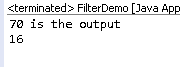 <terminated> FilterDemo [Java App
70 is the output
16